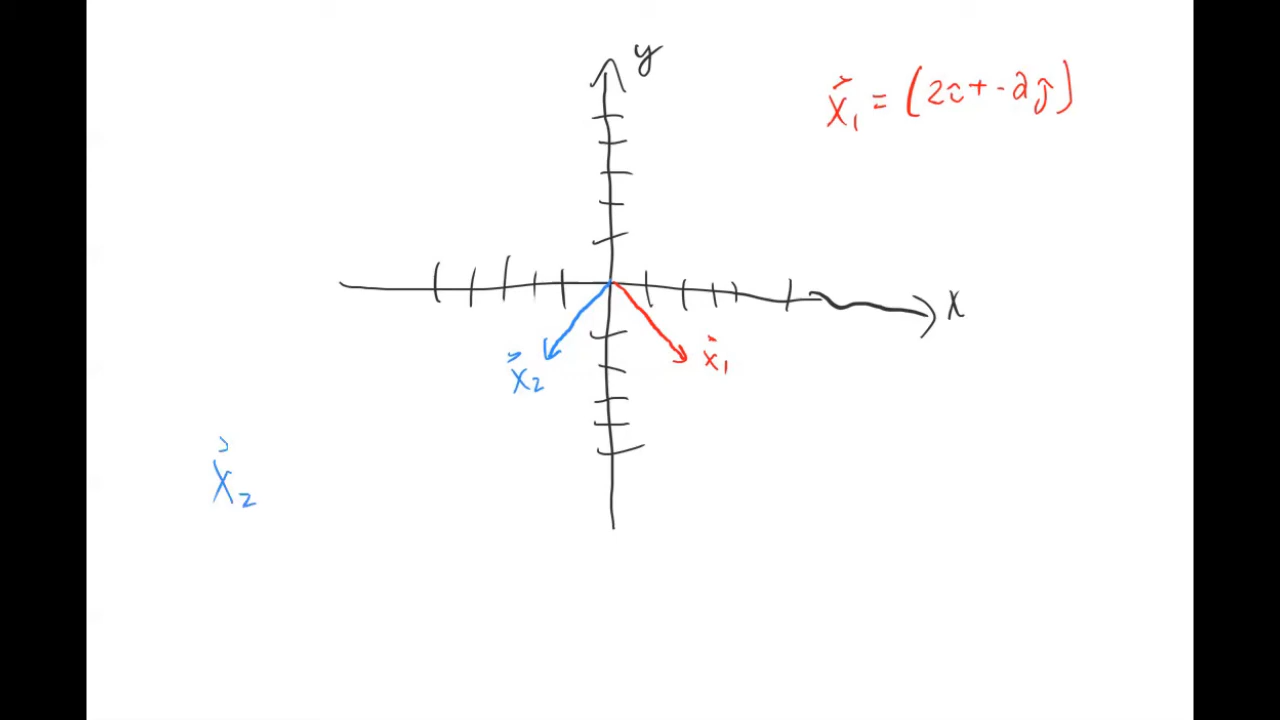 y
x⃗₁ = (2î + -2ĵ)
x
x⃗₂
x⃗₁
x⃗₂